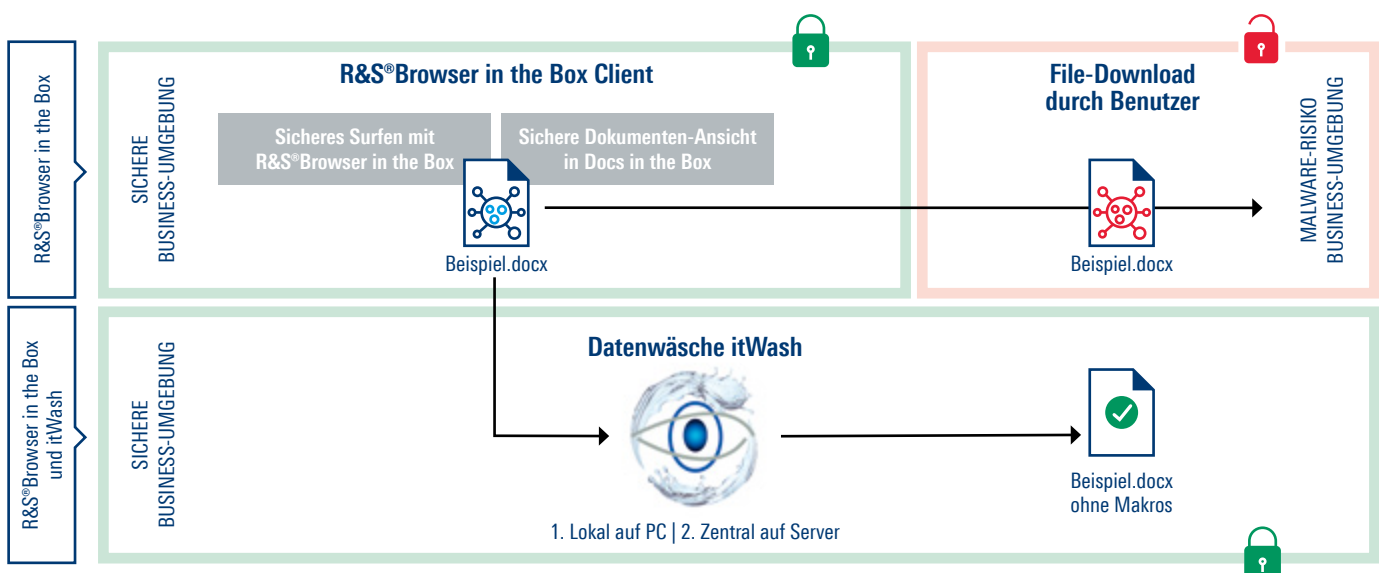 R&S®Browser in the Box
SICHERE
BUSINESS-UMGEBUNG
R&S®Browser in the Box Client
Sicheres Surfen mit
R&S®Browser in the Box
Sichere Dokumenten-Ansicht
in Docs in the Box
Beispiel.docx
File-Download
durch Benutzer
Beispiel.docx
MALWARE-RISIKO
BUSINESS-UMGEBUNG
R&S®Browser in the Box
und itWash
SICHERE
BUSINESS-UMGEBUNG
Datenwäsche itWash
1. Lokal auf PC | 2. Zentral auf Server
Beispiel.docx
ohne Makros